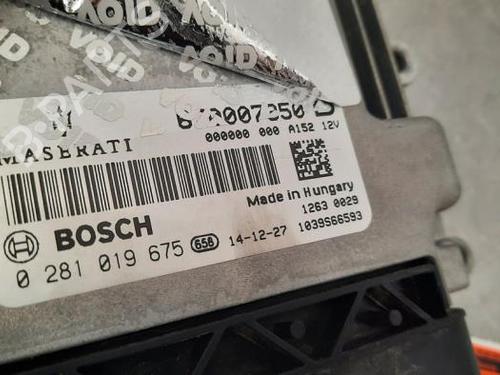 VOID VOID VOID
MASERATI
000000 000 A152 12V
Made in Hungary
1263 0029
BOSCH
0 281 019 675 658 14-12-27 1039S66593